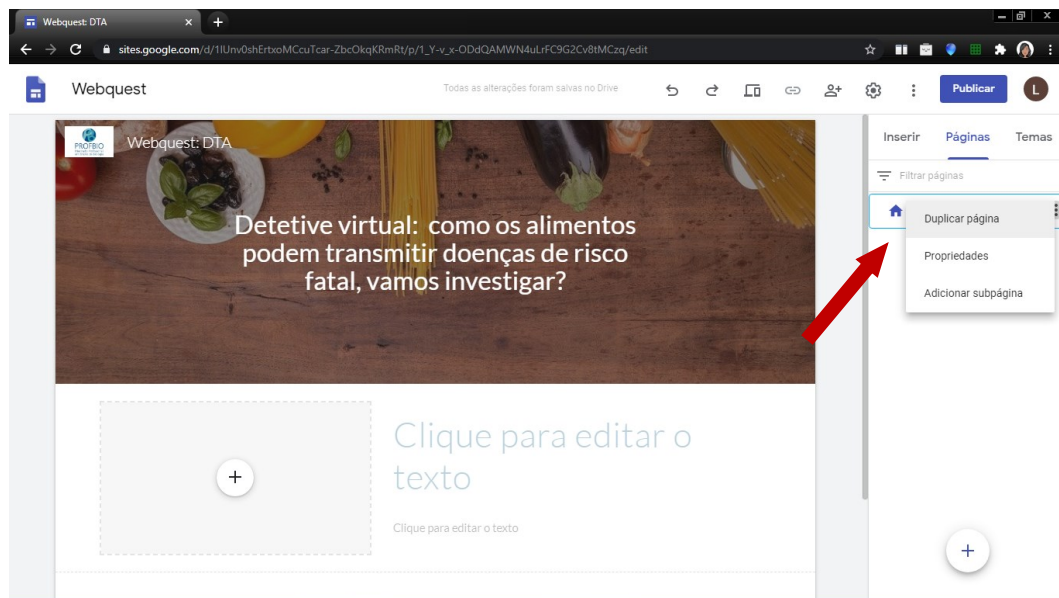 Webquest: DTA
sites.google.com/d/1IUnv0shErtxoMCcuTcar-ZbcOkqKRmRt/p/1_Y-v_x-ODdQAMWN4uLrFC9G2Cv8tMCzq/edit
Webquest
Todas as alterações foram salvas no Drive
Publicar
L
PROFBIO
Webquest: DTA
Inserir
Páginas
Temas
Filtrar páginas
Detetive virtual: como os alimentos
podem transmitir doenças de risco
fatal, vamos investigar?
Duplicar página
Propriedades
Adicionar subpágina
Clique para editar o
texto
Clique para editar o texto